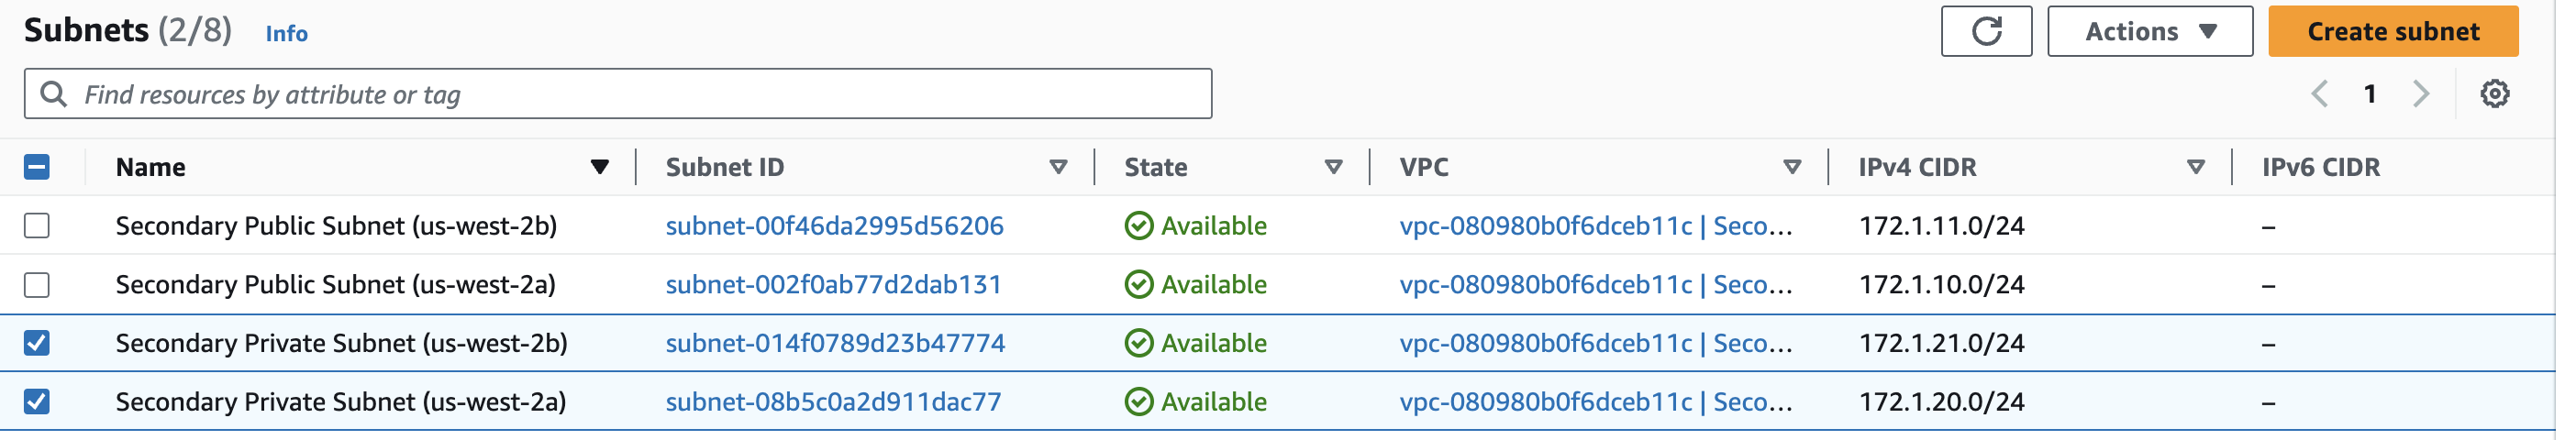 Subnets (2/8) Info Actions Create subnet
Find resources by attribute or tag 1
Name Subnet ID State VPC IPv4 CIDR IPv6 CIDR
Secondary Public Subnet (us-west-2b) subnet-00f46da2995d56206 Available vpc-080980b0f6dceb11c | Seco... 172.1.11.0/24 –
Secondary Public Subnet (us-west-2a) subnet-002f0ab77d2dab131 Available vpc-080980b0f6dceb11c | Seco... 172.1.10.0/24 –
Secondary Private Subnet (us-west-2b) subnet-014f0789d23b47774 Available vpc-080980b0f6dceb11c | Seco... 172.1.21.0/24 –
Secondary Private Subnet (us-west-2a) subnet-08b5c0a2d911dac77 Available vpc-080980b0f6dceb11c | Seco... 172.1.20.0/24 –